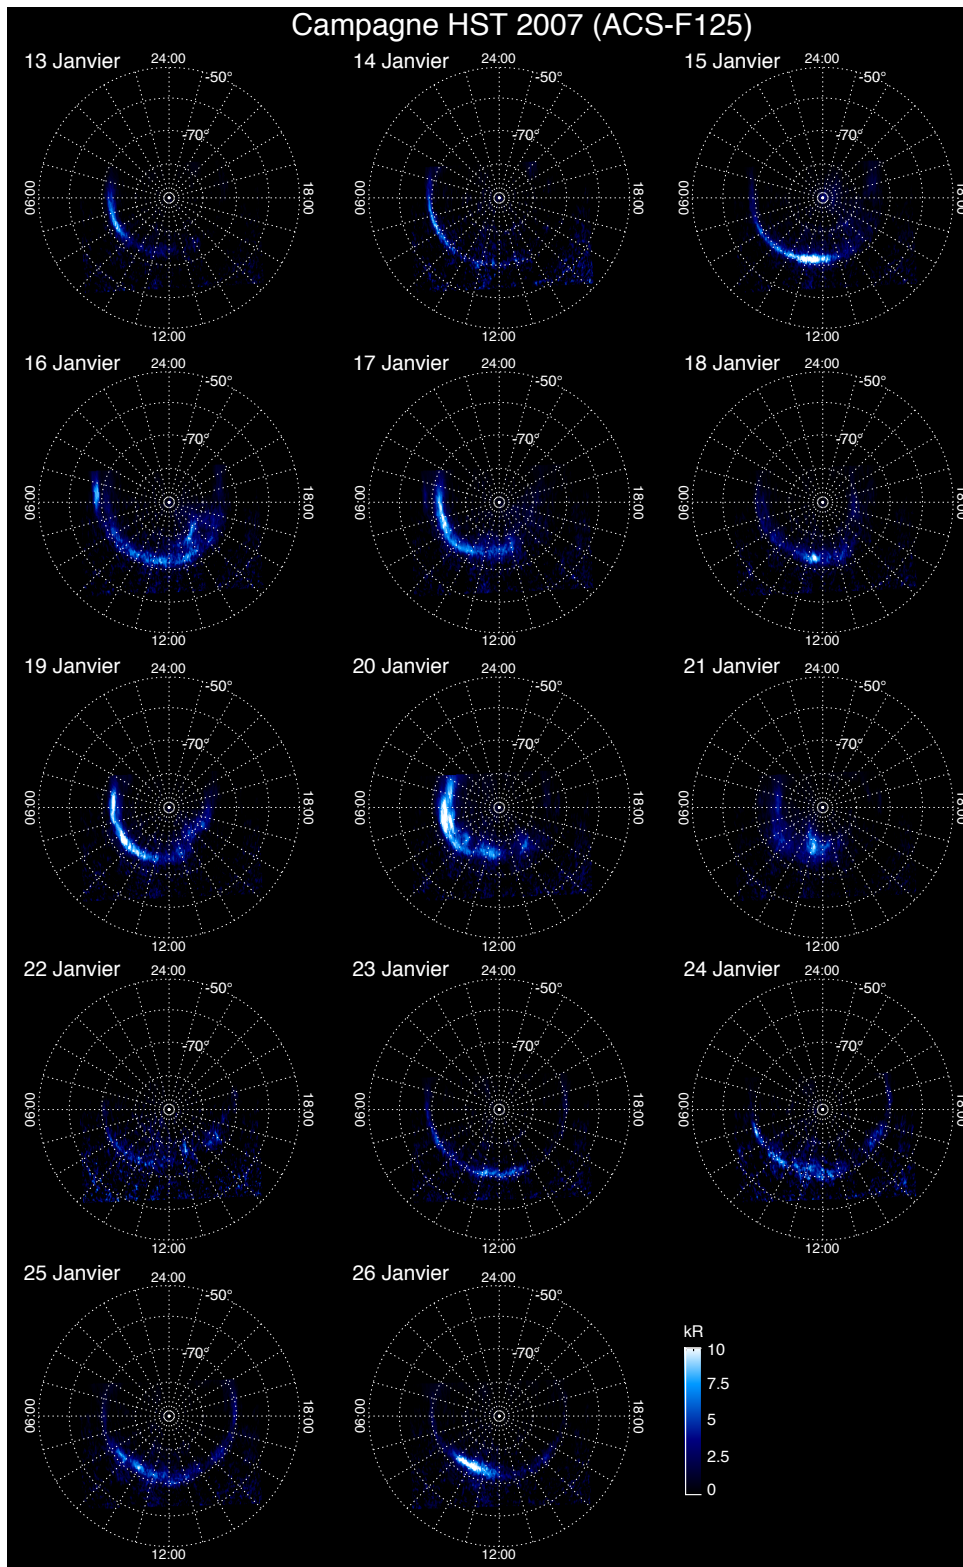 Campagne HST 2007 (ACS-F125)
13 Janvier 24:00 -50° -70° 06:00 18:00 12:00
14 Janvier 24:00 -50° -70° 06:00 18:00 12:00
15 Janvier 24:00 -50° -70° 06:00 18:00 12:00
16 Janvier 24:00 -50° -70° 06:00 18:00 12:00
17 Janvier 24:00 -50° -70° 06:00 18:00 12:00
18 Janvier 24:00 -50° -70° 06:00 18:00 12:00
19 Janvier 24:00 -50° -70° 06:00 18:00 12:00
20 Janvier 24:00 -50° -70° 06:00 18:00 12:00
21 Janvier 24:00 -50° -70° 06:00 18:00 12:00
22 Janvier 24:00 -50° -70° 06:00 18:00 12:00
23 Janvier 24:00 -50° -70° 06:00 18:00 12:00
24 Janvier 24:00 -50° -70° 06:00 18:00 12:00
25 Janvier 24:00 -50° -70° 06:00 18:00 12:00
26 Janvier 24:00 -50° -70° 06:00 18:00 12:00
kR
10
7.5
5
2.5
0